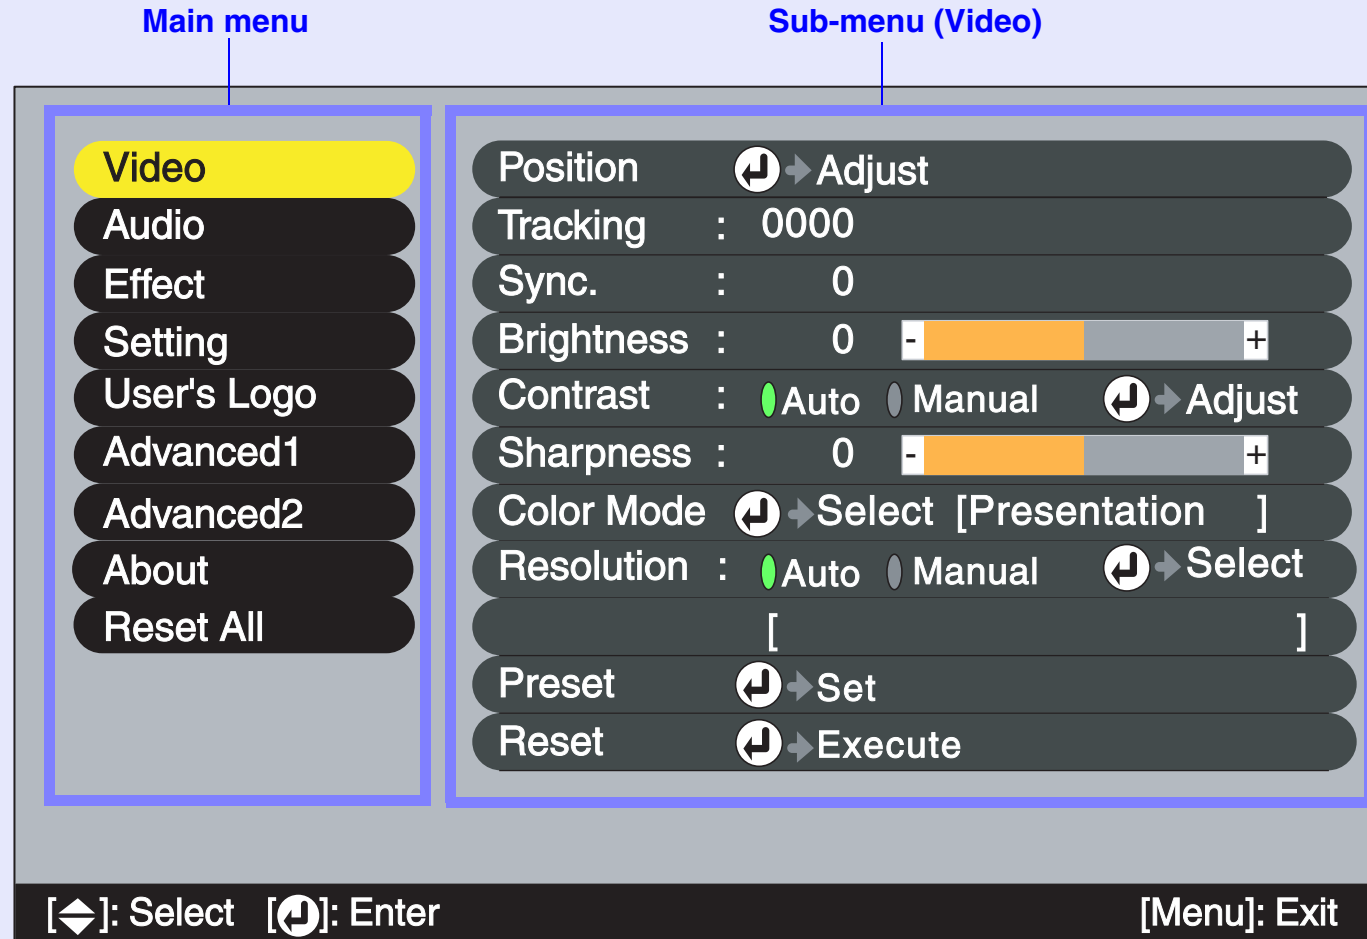 Main menu
Sub-menu (Video)
Video
Audio
Effect
Setting
User's Logo
Advanced1
Advanced2
About
Reset All
Position Adjust
Tracking : 0000
Sync. : 0
Brightness : 0 - +
Contrast : Auto Manual Adjust
Sharpness : 0 - +
Color Mode Select [Presentation ]
Resolution : Auto Manual Select
[ ]
Preset Set
Reset Execute
[ ]: Select [ ]: Enter [Menu]: Exit